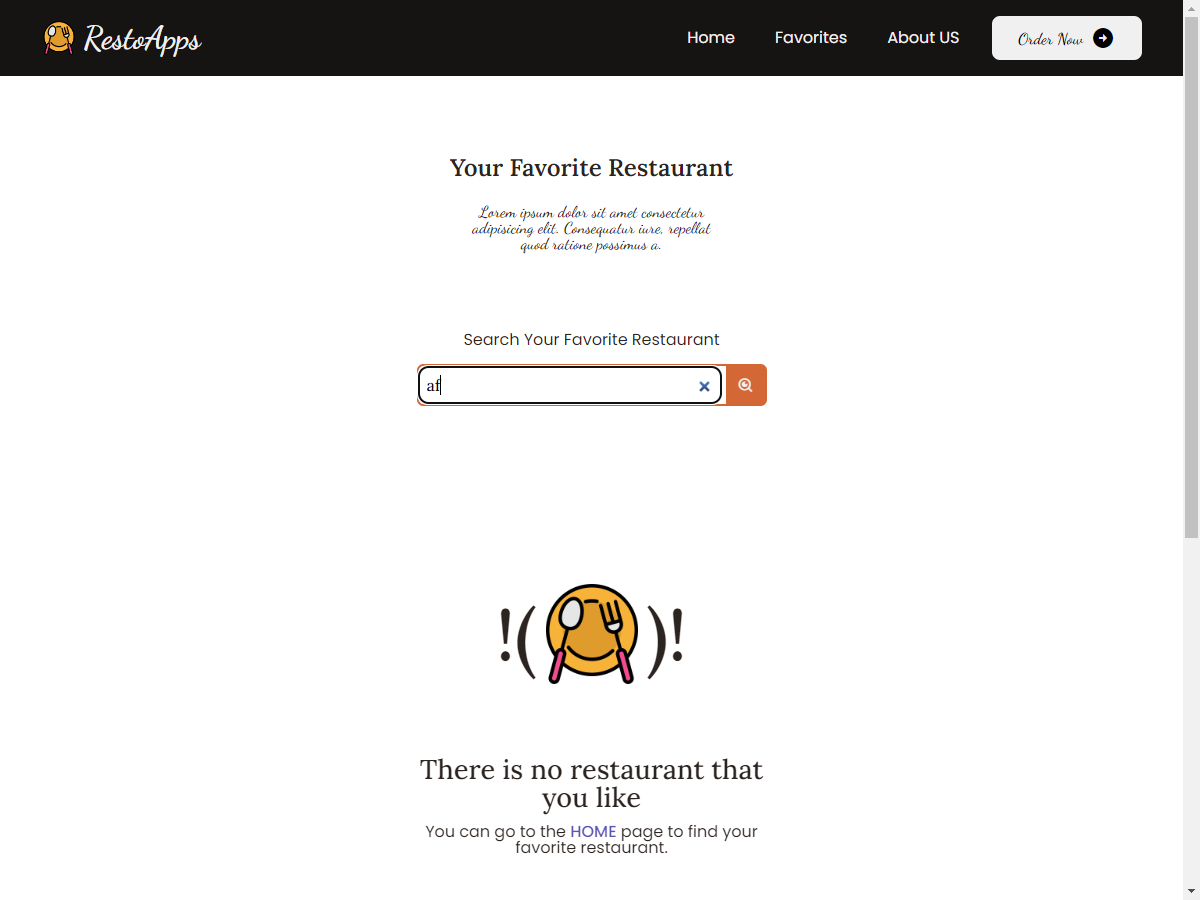 RestoApps
Home
Favorites
About US
Order Now
Your Favorite Restaurant
Lorem ipsum dolor sit amet consectetur
adipisicing elit. Consequatur iure, repellat
quod ratione possimus a.
Search Your Favorite Restaurant
af
!( )!
There is no restaurant that
you like
You can go to the HOME page to find your
favorite restaurant.